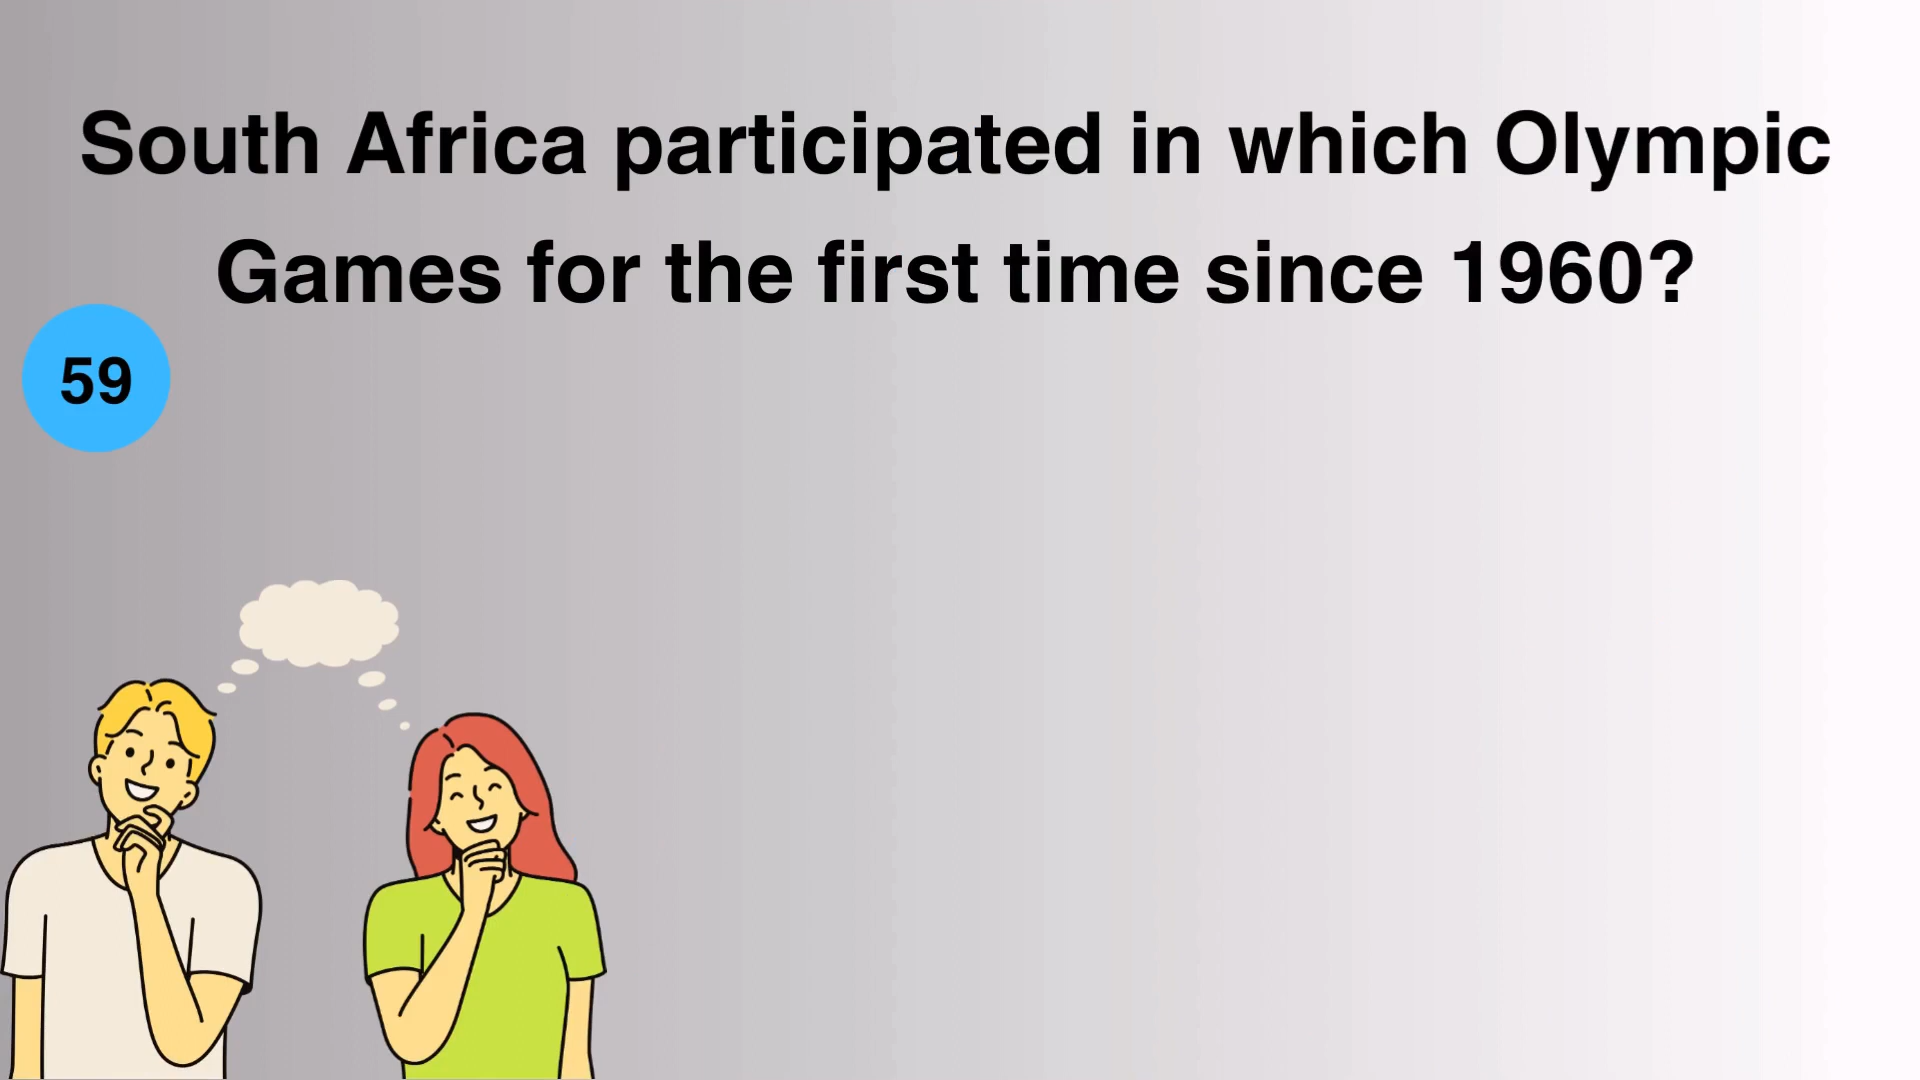 South Africa participated in which Olympic
Games for the first time since 1960?
59